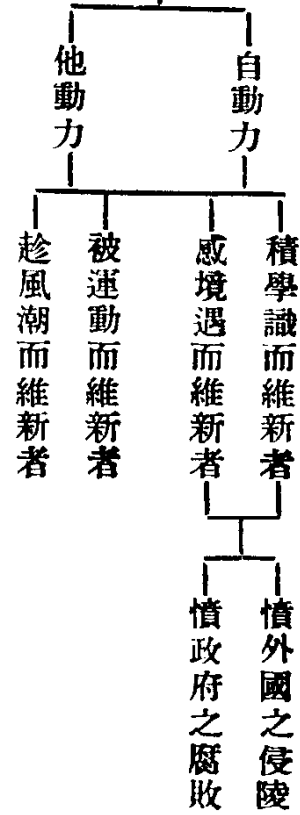 自動力
他動力
積學識而維新者
感境遇而維新者
被運動而維新者
趁風潮而維新者
憤外國之侵陵
憤政府之腐敗